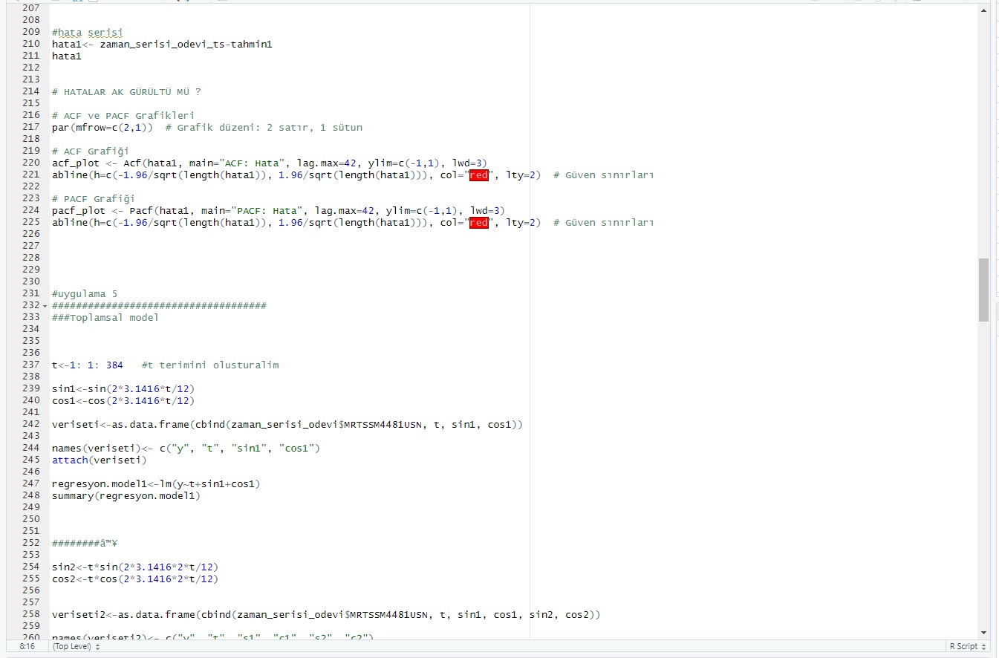 207
208
209 #hata serisi
210 hata1<- zaman_serisi_odevi_ts-tahmin1
211 hata1
212
213
214 # HATALAR AK GÜRÜLTÜ MÜ ?
215
216 # ACF ve PACF Grafikleri
217 par(mfrow=c(2,1))  # Grafik düzeni: 2 satır, 1 sütun
218
219 # ACF Grafiği
220 acf_plot <- Acf(hata1, main="ACF: Hata", lag.max=42, ylim=c(-1,1), lwd=3)
221 abline(h=c(-1.96/sqrt(length(hata1)), 1.96/sqrt(length(hata1))), col="red", lty=2)  # Güven sınırları
222
223 # PACF Grafiği
224 pacf_plot <- Pacf(hata1, main="PACF: Hata", lag.max=42, ylim=c(-1,1), lwd=3)
225 abline(h=c(-1.96/sqrt(length(hata1)), 1.96/sqrt(length(hata1))), col="red", lty=2)  # Güven sınırları
226
227
228
229
230
231 #uygulama 5
232 ####################################
233 ###Toplamsal model
234
235
236
237 t<-1: 1: 384   #t terimini olusturalim
238
239 sin1<-sin(2*3.1416*t/12)
240 cos1<-cos(2*3.1416*t/12)
241
242 veriseti<-as.data.frame(cbind(zaman_serisi_odevi$MRTSSM4481USN, t, sin1, cos1))
243
244 names(veriseti)<- c("y", "t", "sin1", "cos1")
245 attach(veriseti)
246
247 regresyon.model1<-lm(y~t+sin1+cos1)
248 summary(regresyon.model1)
249
250
251
252 ########â™¥
253
254 sin2<-t*sin(2*3.1416*2*t/12)
255 cos2<-t*cos(2*3.1416*2*t/12)
256
257
258 veriseti2<-as.data.frame(cbind(zaman_serisi_odevi$MRTSSM4481USN, t, sin1, cos1, sin2, cos2))
259
260 names(veriseti2)<- c("y", "t", "s1", "c1", "s2", "c2")
8:16 (Top Level) R Script